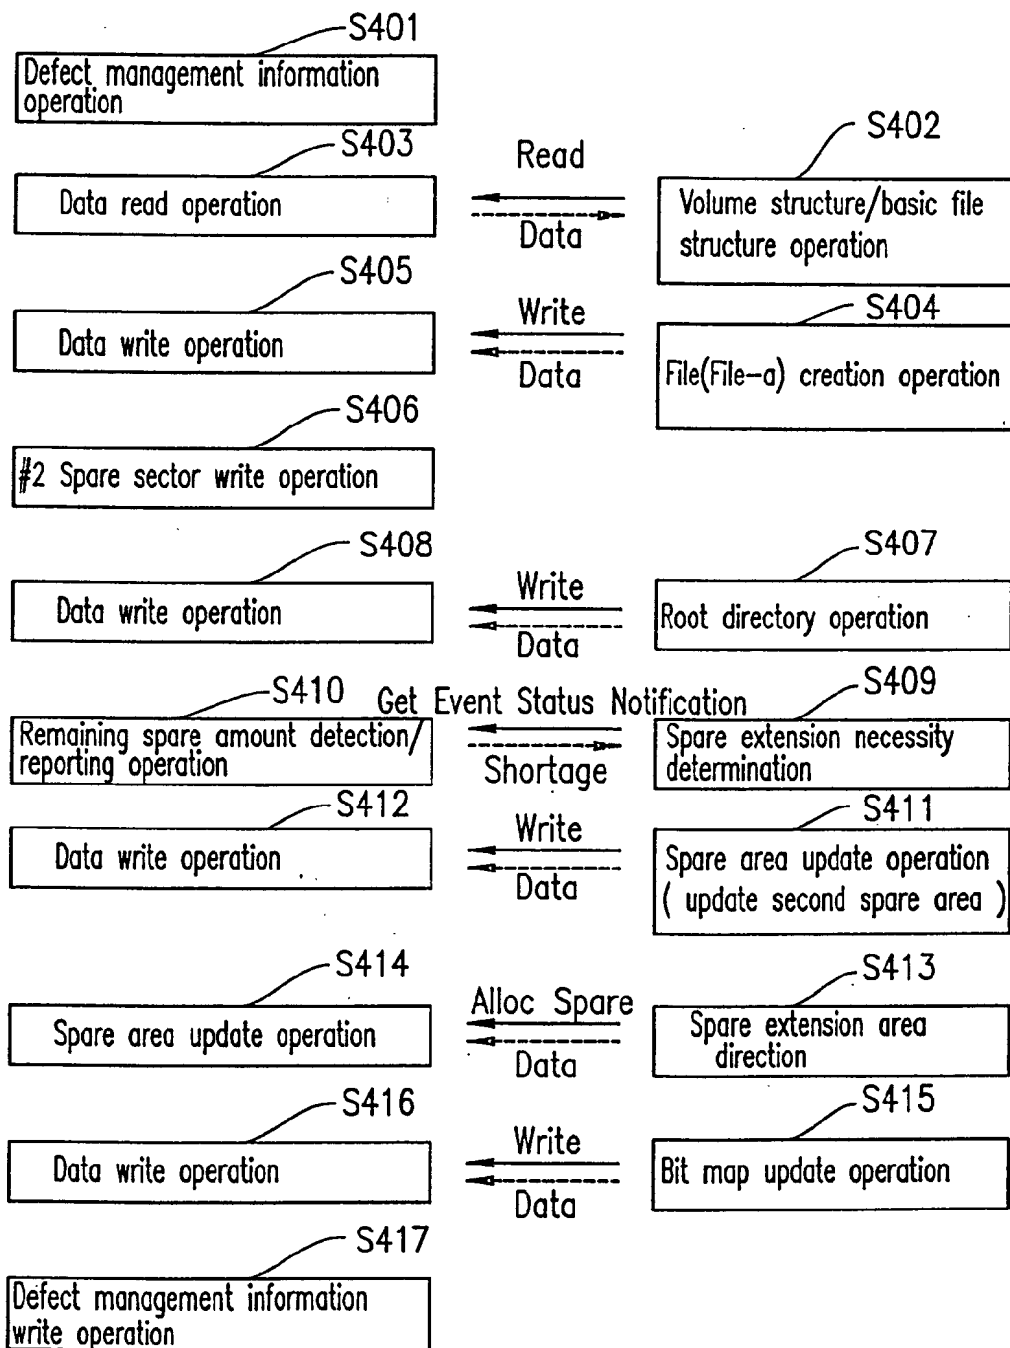 S401
Defect management information
operation
S403
Data read operation
Read
Data
S402
Volume structure/basic file
structure operation
S405
Data write operation
Write
Data
S404
File(File-a) creation operation
S406
#2 Spare sector write operation
S408
Data write operation
Write
Data
S407
Root directory operation
S410
Remaining spare amount detection/
reporting operation
Get Event Status Notification
Shortage
S409
Spare extension necessity
determination
S412
Data write operation
Write
Data
S411
Spare area update operation
( update second spare area )
S414
Spare area update operation
Alloc Spare
Data
S413
Spare extension area
direction
S416
Data write operation
Write
Data
S415
Bit map update operation
S417
Defect management information
write operation